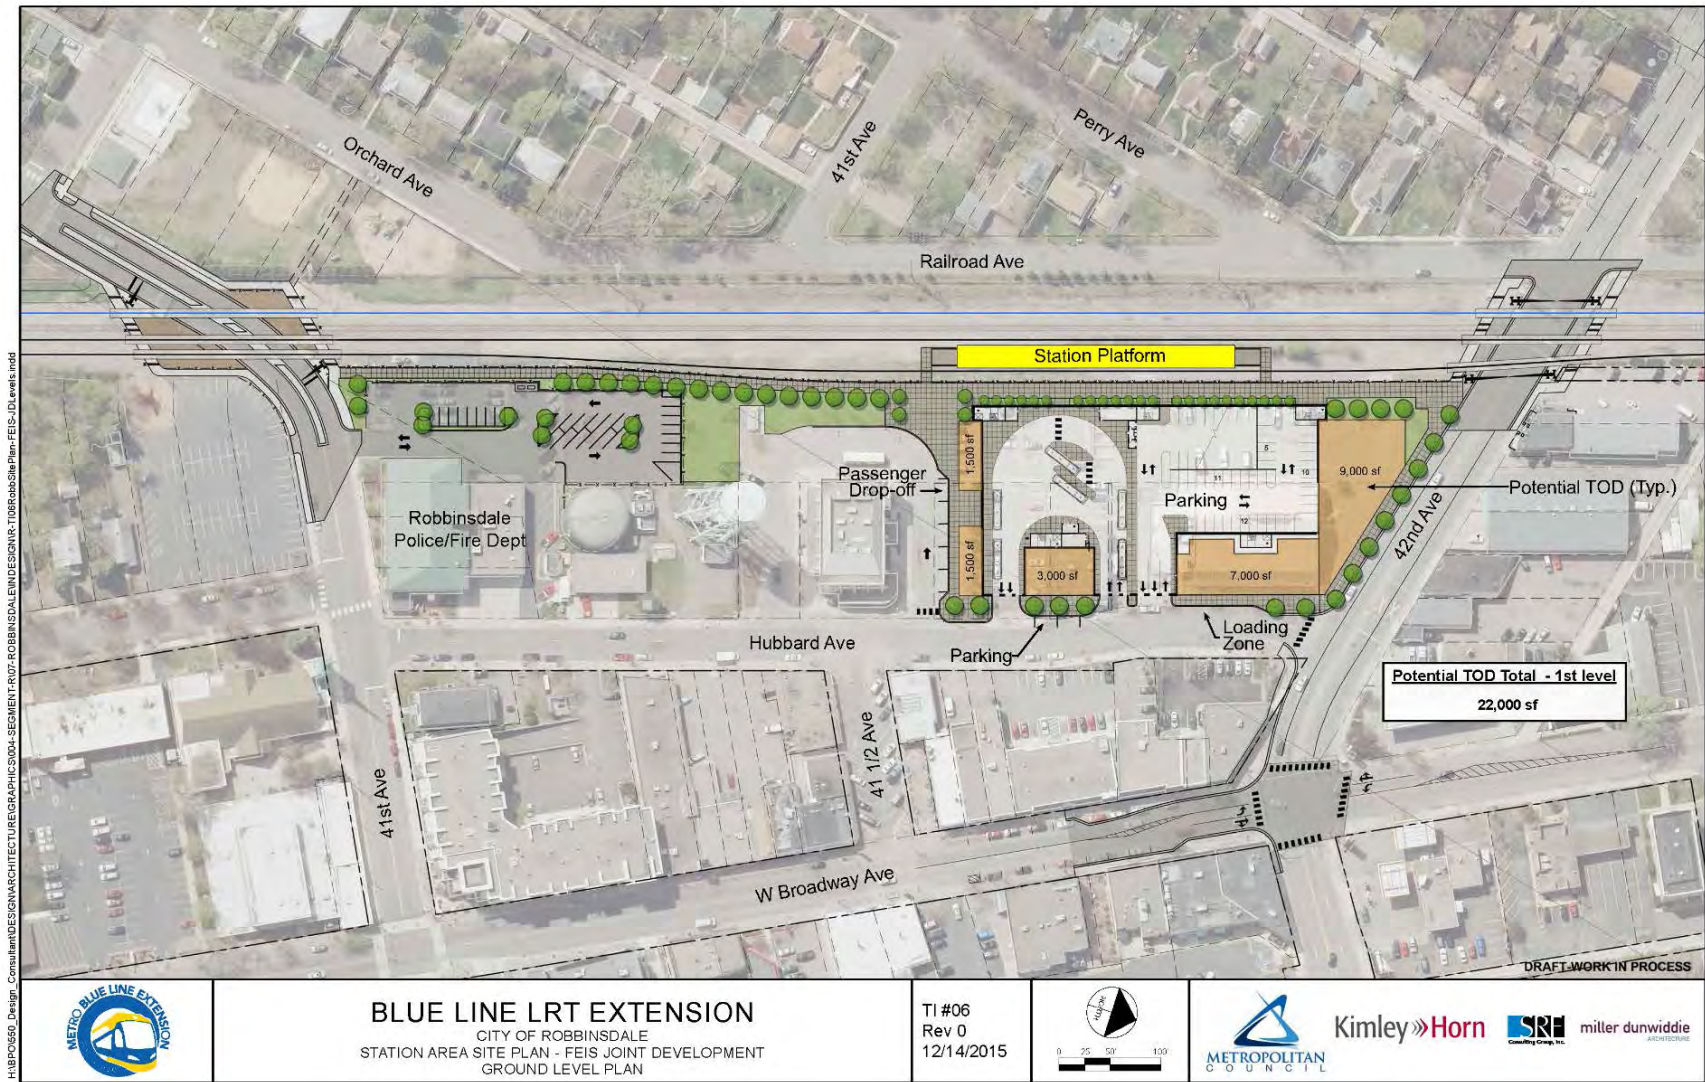 Orchard Ave
41st Ave
Perry Ave
Railroad Ave
Station Platform
Passenger
Drop-off
1,500 sf
1,500 sf
3,000 sf
Parking
5
11
10
12
9,000 sf
7,000 sf
Potential TOD (Typ.)
42nd Ave
Robbinsdale
Police/Fire Dept
Hubbard Ave
Parking
Loading
Zone
Potential TOD Total - 1st level
22,000 sf
41st Ave
41 1/2 Ave
W Broadway Ave
DRAFT-WORK IN PROCESS
METRO BLUE LINE EXTENSION
BLUE LINE LRT EXTENSION
CITY OF ROBBINSDALE
STATION AREA SITE PLAN - FEIS JOINT DEVELOPMENT
GROUND LEVEL PLAN
TI #06
Rev 0
12/14/2015
NORTH
0 25 50' 100'
METROPOLITAN
COUNCIL
Kimley»Horn
SRF
Consulting Group, Inc.
miller dunwiddie
ARCHITECTURE